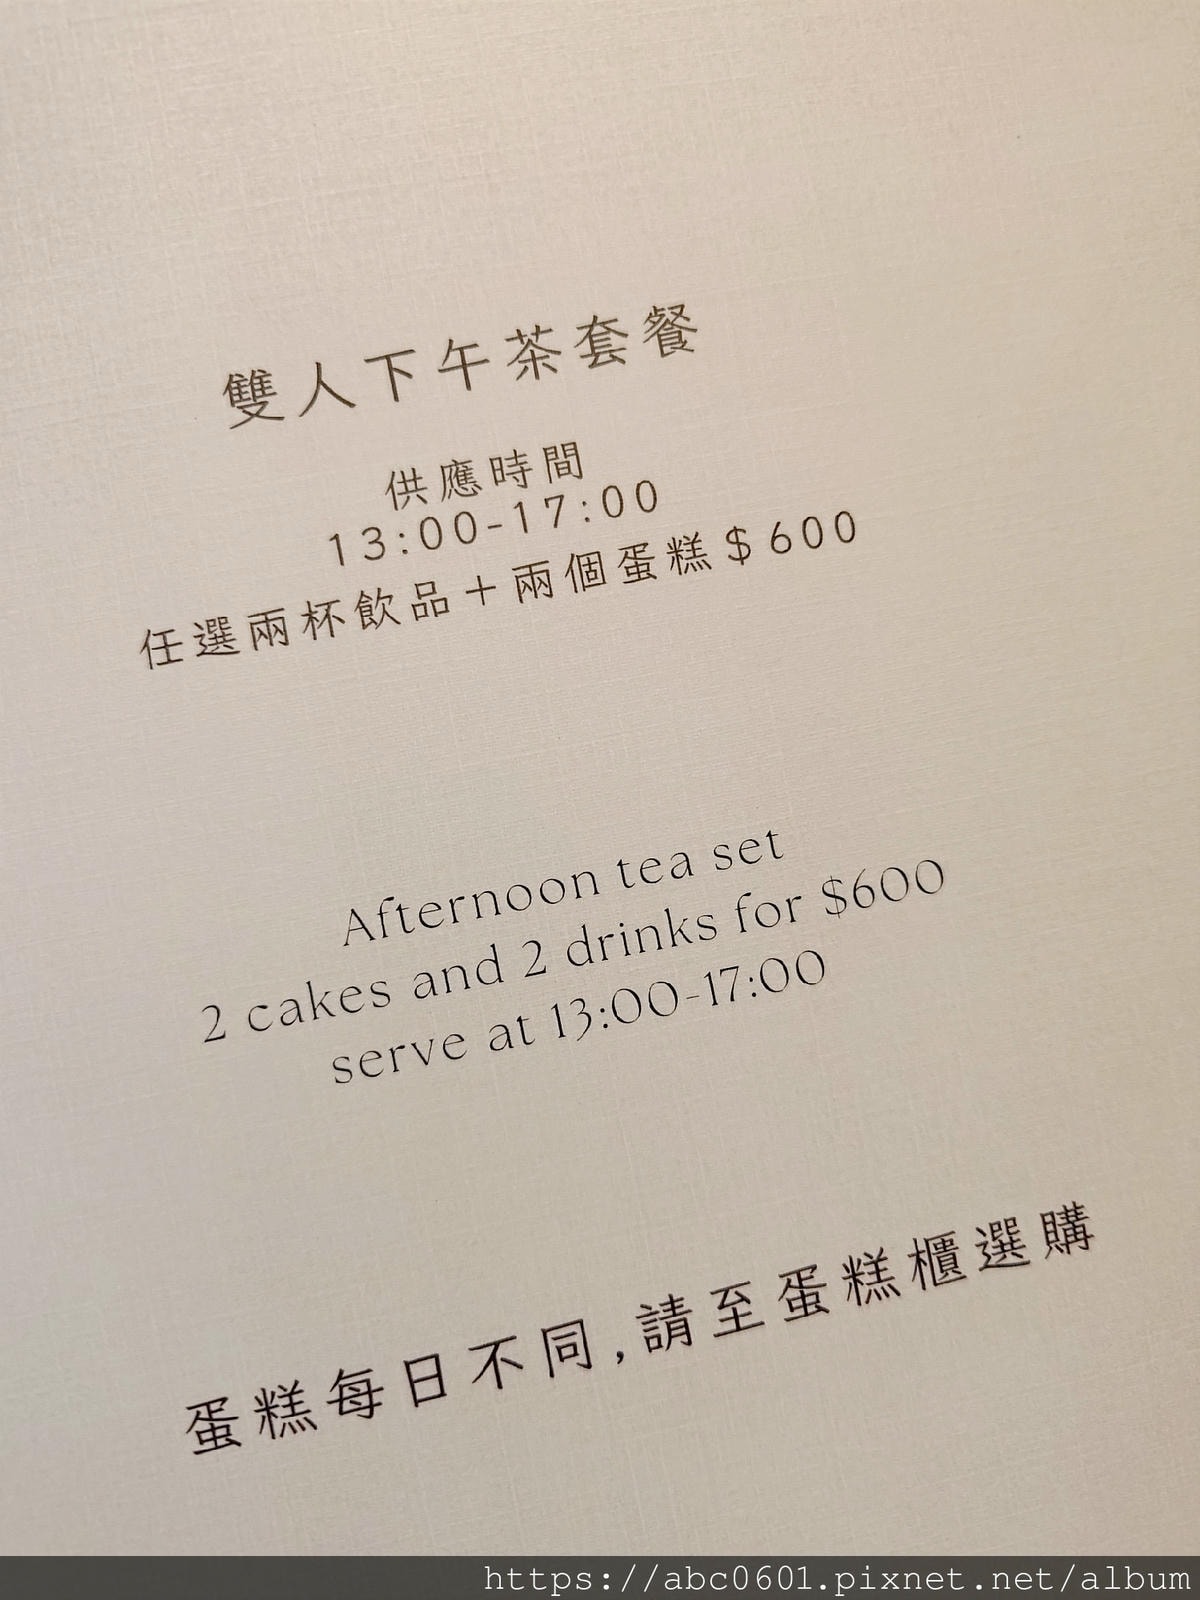 雙人下午茶套餐
供應時間
13:00-17:00
任選兩杯飲品＋兩個蛋糕$600
Afternoon tea set
2 cakes and 2 drinks for $600
serve at 13:00-17:00
蛋糕每日不同,請至蛋糕櫃選購
https://abc0601.pixnet.net/album